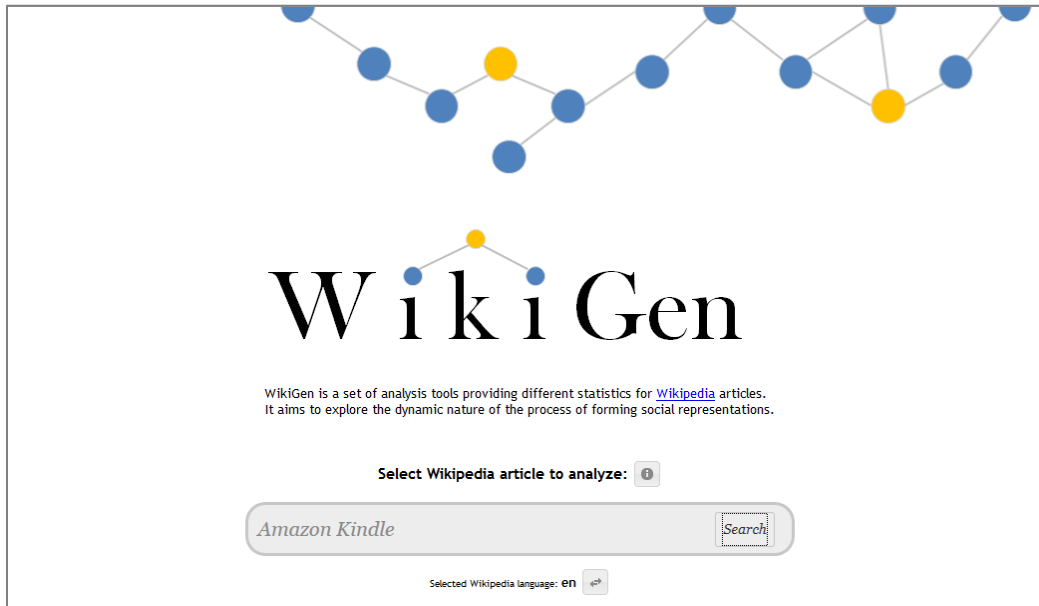 WikiGen
WikiGen is a set of analysis tools providing different statistics for Wikipedia articles.
It aims to explore the dynamic nature of the process of forming social representations.
Select Wikipedia article to analyze:
Amazon Kindle
Search
Selected Wikipedia language: en